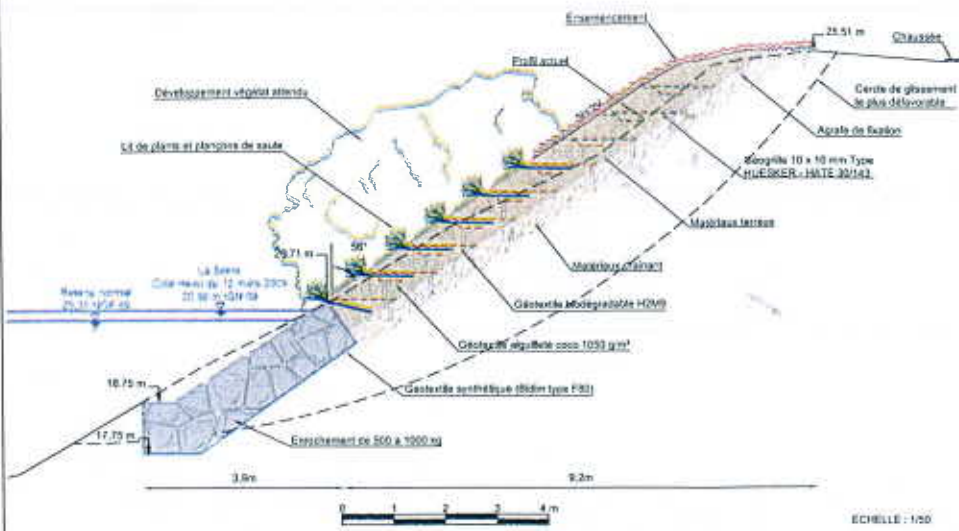 Ensemencement
25.51 m
Chaussée
Profil actuel
Développement végétal attendu
Cercle de glissement
le plus défavorable
Agrafe de fixation
Lit de plants et plançons de saule
Géogrille 10 x 10 mm Type
HUESKER - HATE 30/143
Matériaux terreux
56°
20.71 m
Matériaux drainant
La Seine
Retenue normal
Géotextile biodégradable H2M9
Géotextile aiguilleté coco 1050 g/m²
Géotextile synthétique (Bidim type F80)
18.75 m
17.75 m
Enrochement de 500 à 1000 kg
3,9m
9,2m
0 1 2 3 4 m
ECHELLE : 1/50